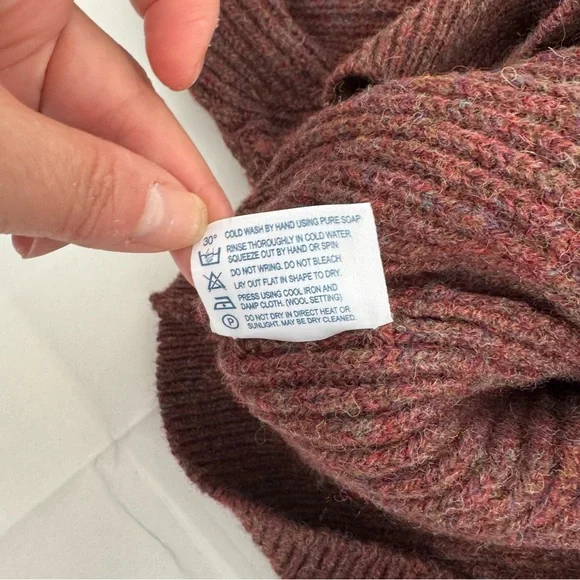 30° COLD WASH BY HAND USING PURE SOAP
RINSE THOROUGHLY IN COLD WATER
SQUEEZE OUT BY HAND OR SPIN
DO NOT WRING. DO NOT BLEACH
LAY OUT FLAT IN SHAPE TO DRY.
PRESS USING COOL IRON AND
DAMP CLOTH. (WOOL SETTING)
DO NOT DRY IN DIRECT HEAT OR
P SUNLIGHT. MAY BE DRY CLEANED.